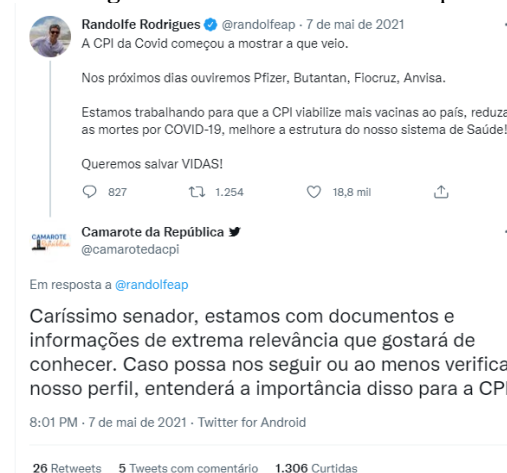 Randolfe Rodrigues @randolfeap · 7 de mai de 2021
A CPI da Covid começou a mostrar a que veio.
Nos próximos dias ouviremos Pfizer, Butantan, Fiocruz, Anvisa.
Estamos trabalhando para que a CPI viabilize mais vacinas ao país, reduza
as mortes por COVID-19, melhore a estrutura do nosso sistema de Saúde!
Queremos salvar VIDAS!
827 1.254 18,8 mil
CAMAROTE
República
Camarote da República
@camarotedacpi
Em resposta a @randolfeap
Caríssimo senador, estamos com documentos e
informações de extrema relevância que gostará de
conhecer. Caso possa nos seguir ou ao menos verifica
nosso perfil, entenderá a importância disso para a CP
8:01 PM · 7 de mai de 2021 · Twitter for Android
26 Retweets 5 Tweets com comentário 1.306 Curtidas